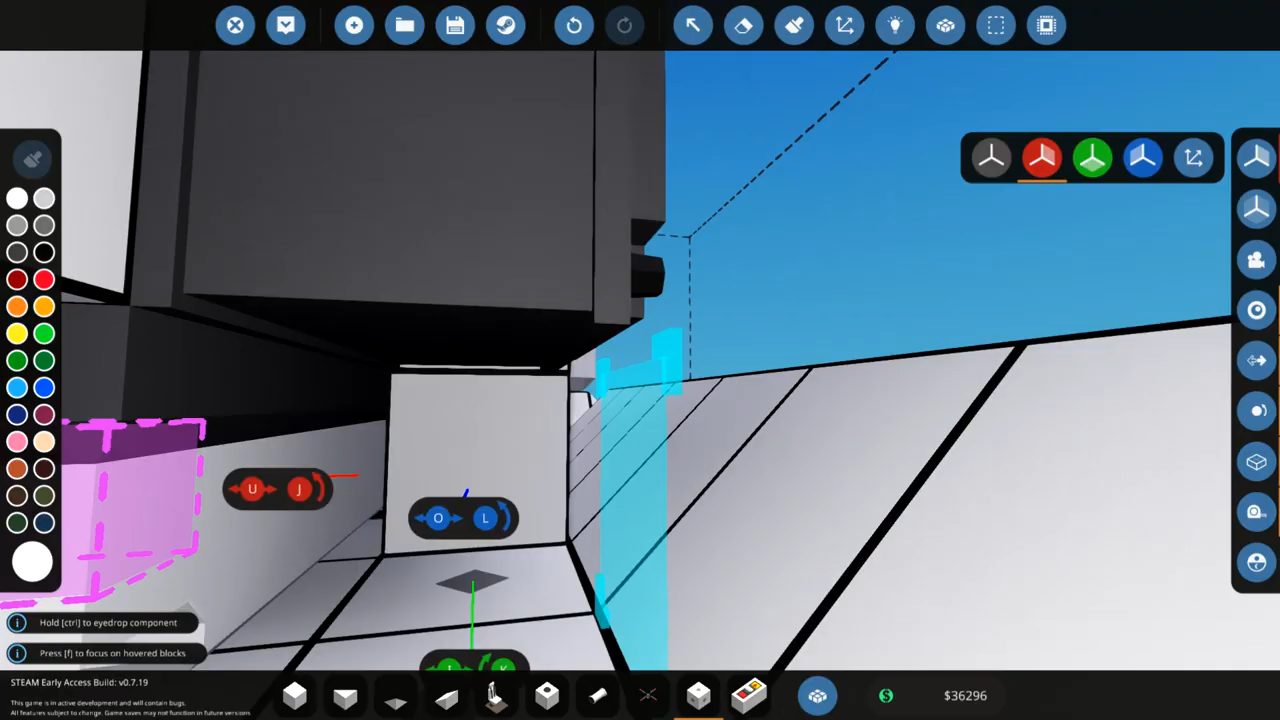 U J
O L
I K
Hold [ctrl] to eyedrop component
Press [f] to focus on hovered blocks
STEAM Early Access Build: v0.7.19
This game is in active development and will contain bugs.
All features subject to change. Game saves may not function in future versions
$36296